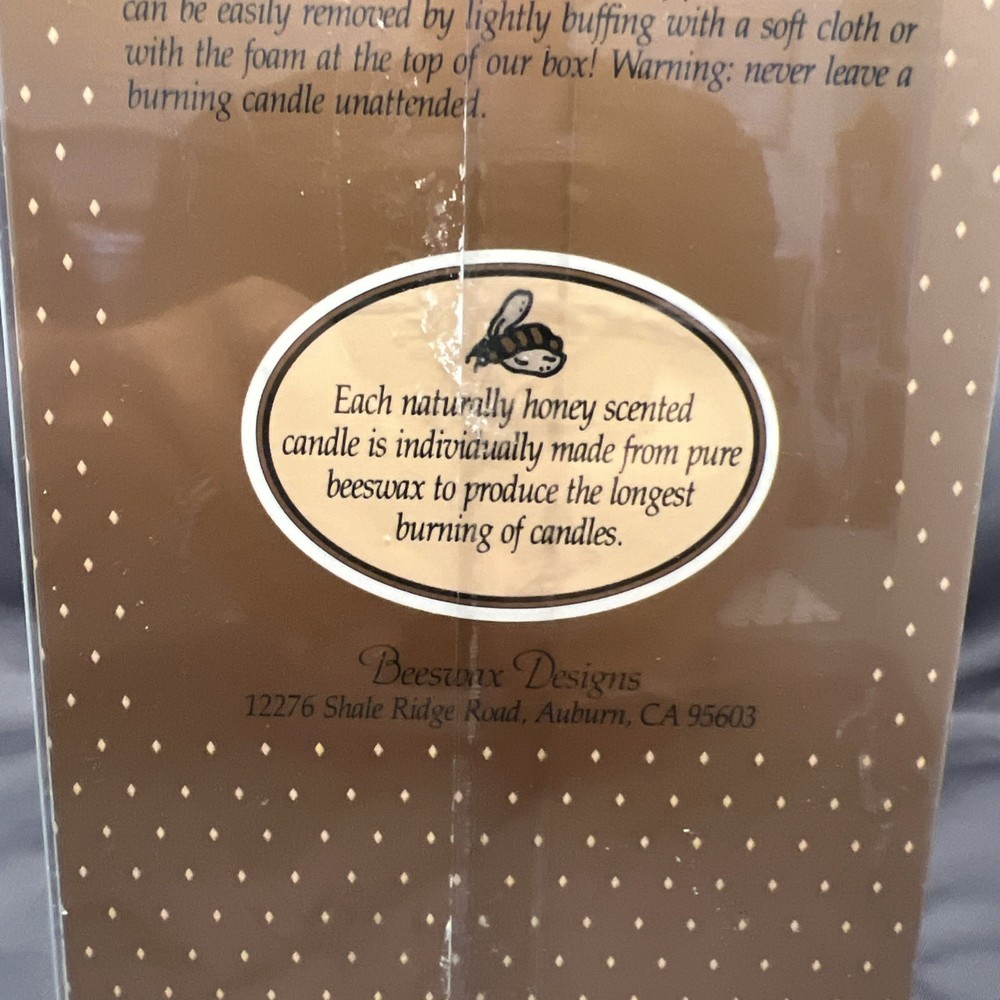 can be easily removed by lightly buffing with a soft cloth or
with the foam at the top of our box! Warning: never leave a
burning candle unattended.
Each naturally honey scented
candle is individually made from pure
beeswax to produce the longest
burning of candles.
Beeswax Designs
12276 Shale Ridge Road, Auburn, CA 95603